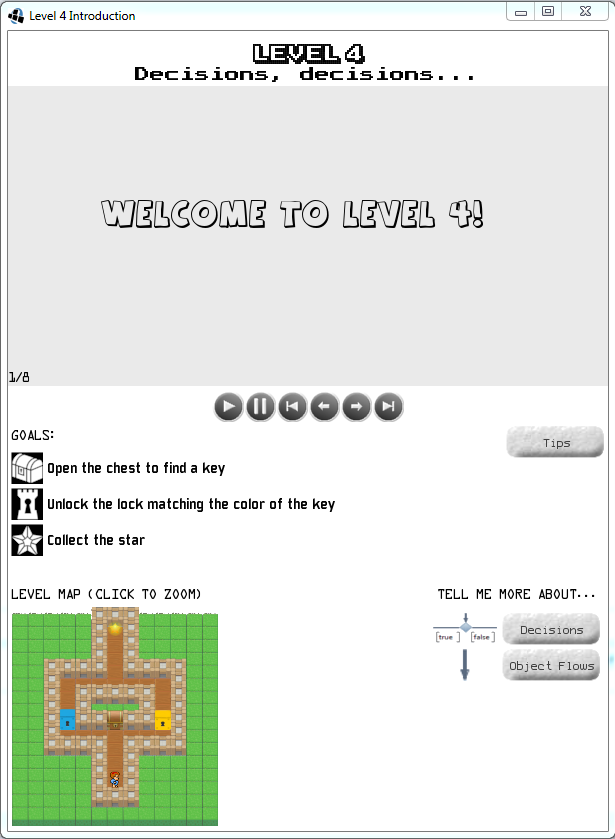 Level 4 Introduction
LEVEL 4
Decisions, decisions...
WELCOME TO LEVEL 4!
1/8
GOALS:
Tips
Open the chest to find a key
Unlock the lock matching the color of the key
Collect the star
LEVEL MAP (CLICK TO ZOOM)
TELL ME MORE ABOUT...
[true ] [false ]
Decisions
Object Flows